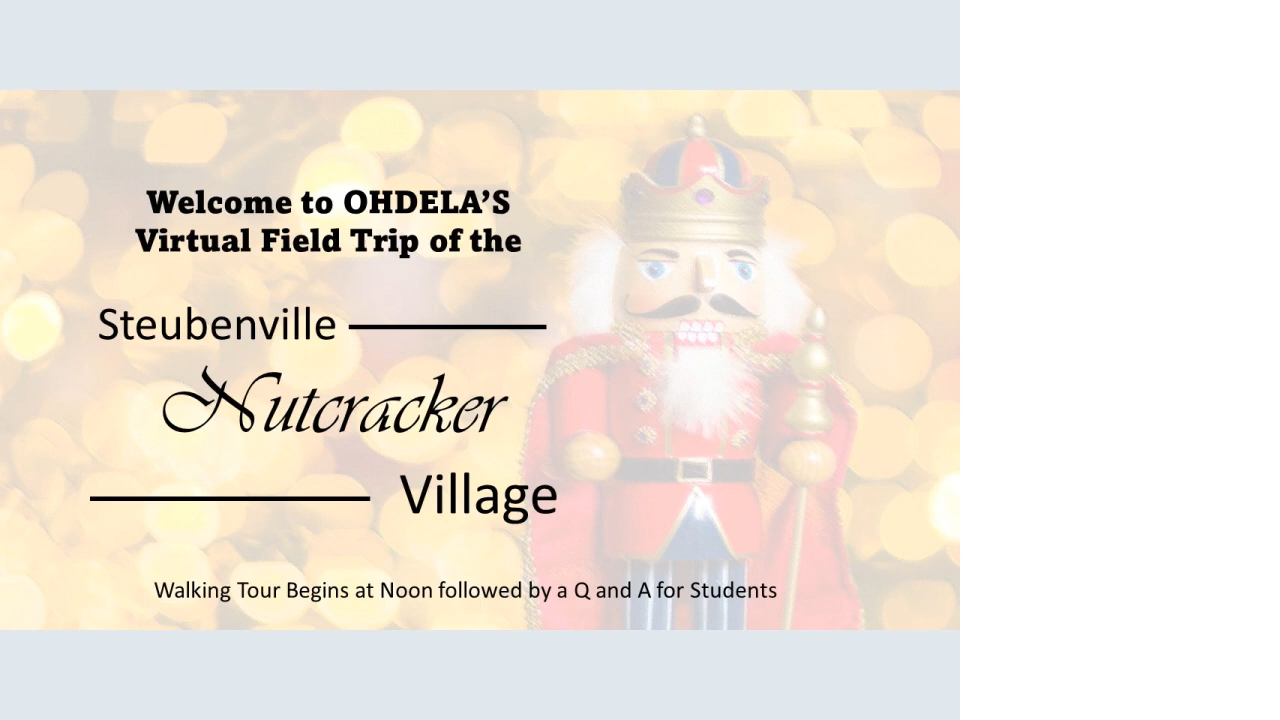 Welcome to OHDELA’S
Virtual Field Trip of the
Steubenville
Nutcracker
Village
Walking Tour Begins at Noon followed by a Q and A for Students